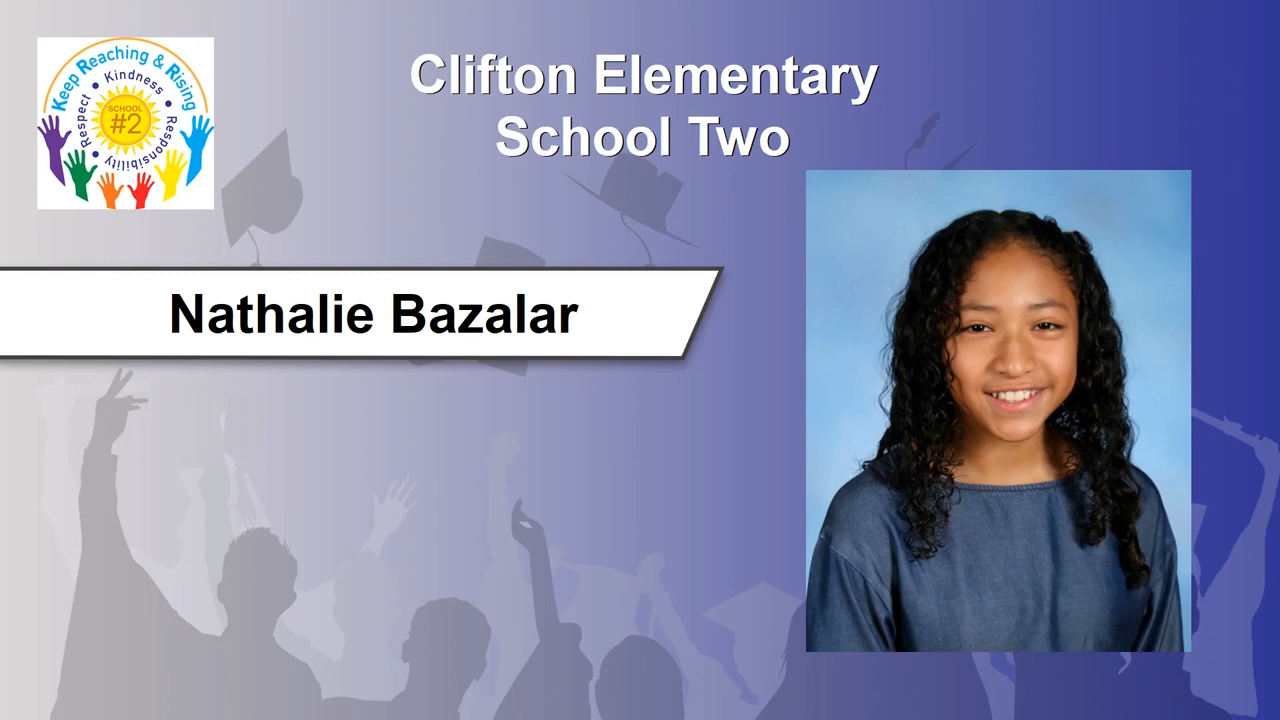 Keep Reaching & Rising
Kindness
Respect
Responsibility
SCHOOL
#2
Clifton Elementary
School Two
Nathalie Bazalar